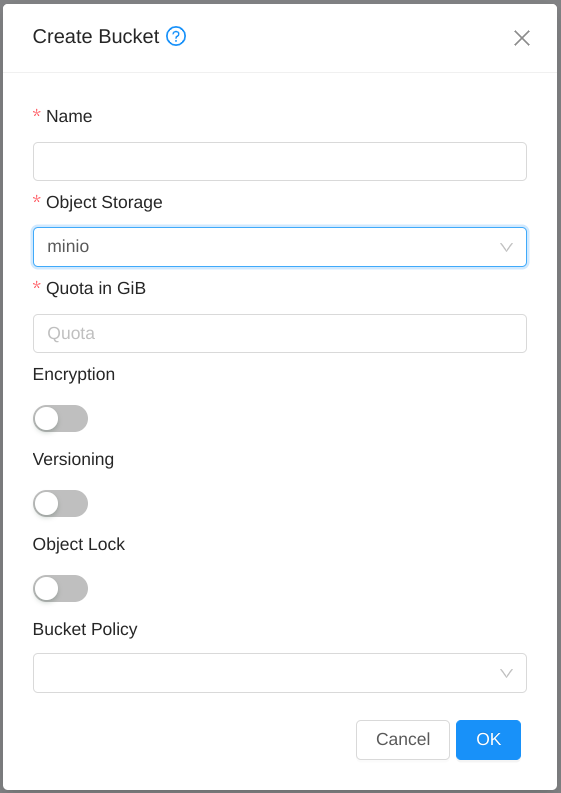 Create Bucket ?
* Name
* Object Storage
minio
* Quota in GiB
Quota
Encryption
Versioning
Object Lock
Bucket Policy
Cancel OK